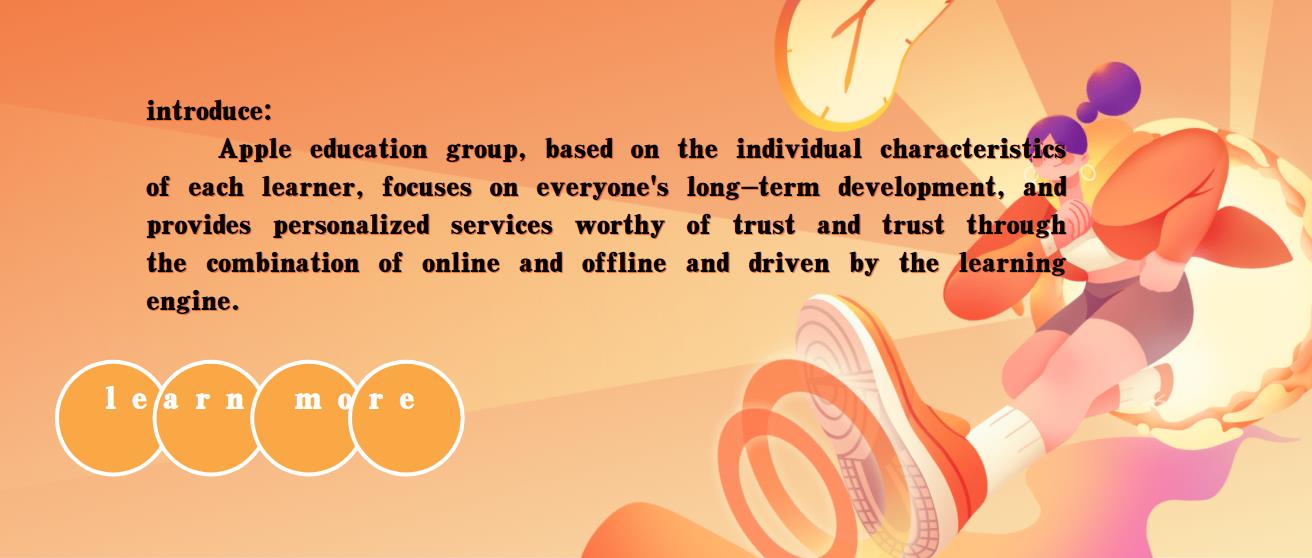 introduce:
Apple education group, based on the individual characteristics
of each learner, focuses on everyone's long-term development, and
provides personalized services worthy of trust and trust through
the combination of online and offline and driven by the learning
engine.
learn more